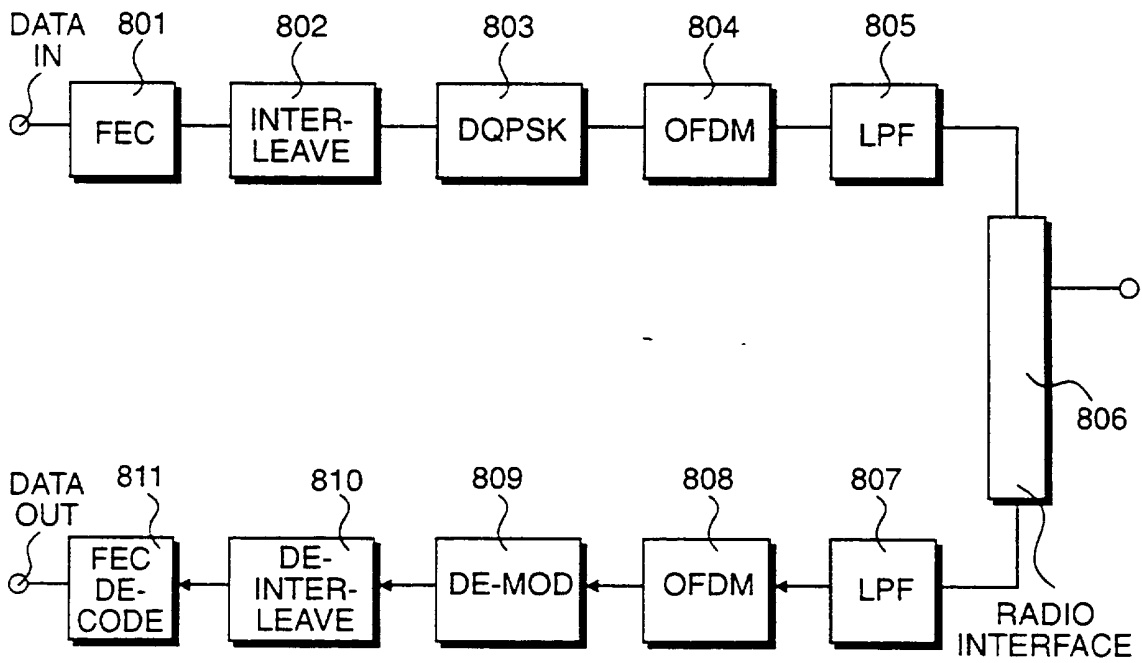 DATA
IN
801
802
803
804
805
FEC
INTER-
LEAVE
DQPSK
OFDM
LPF
806
DATA
OUT
811
810
809
808
807
FEC
DE-
CODE
DE-
INTER-
LEAVE
DE-MOD
OFDM
LPF
RADIO
INTERFACE